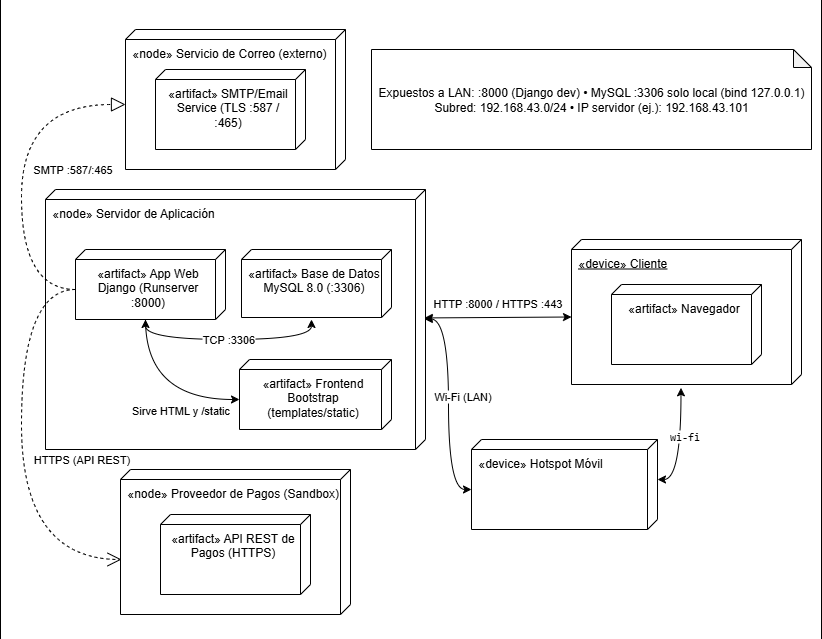 «node» Servicio de Correo (externo)
«artifact» SMTP/Email
Service (TLS :587 /
:465)
Expuestos a LAN: :8000 (Django dev) • MySQL :3306 solo local (bind 127.0.0.1)
Subred: 192.168.43.0/24 • IP servidor (ej.): 192.168.43.101
SMTP :587/:465
«node» Servidor de Aplicación
«artifact» App Web
Django (Runserver
:8000)
«artifact» Base de Datos
MySQL 8.0 (:3306)
TCP :3306
«artifact» Frontend
Bootstrap
(templates/static)
Sirve HTML y /static
HTTP :8000 / HTTPS :443
«device» Cliente
«artifact» Navegador
Wi-Fi (LAN)
wi-fi
«device» Hotspot Móvil
HTTPS (API REST)
«node» Proveedor de Pagos (Sandbox)
«artifact» API REST de
Pagos (HTTPS)